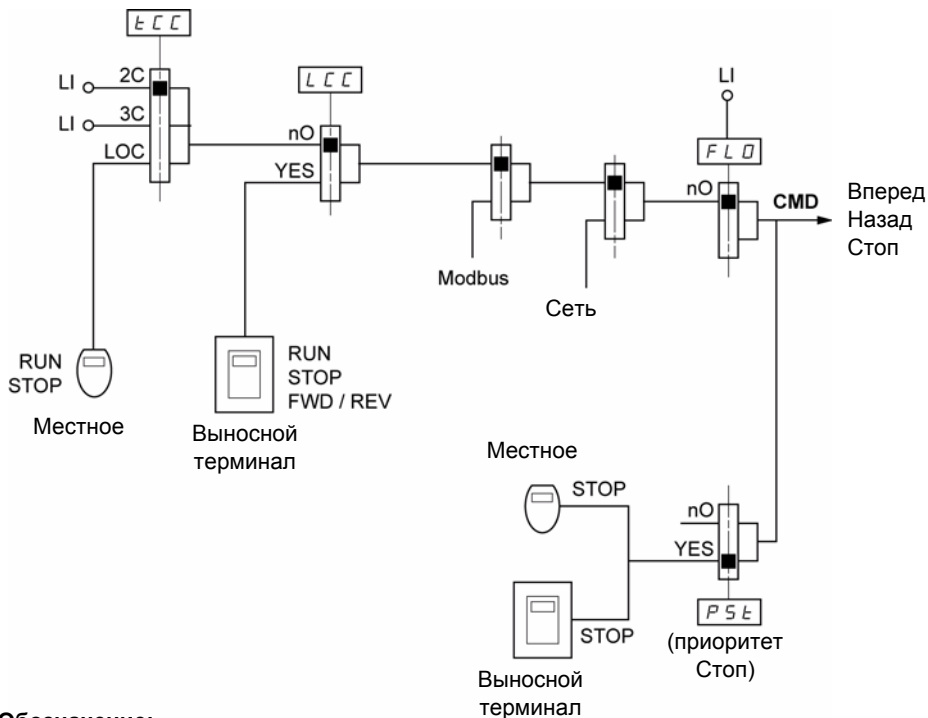 tCC
LI
2C
LI
3C
LOC
LCC
nO
YES
LI
FLO
nO
CMD
Вперед
Назад
Стоп
Modbus
Сеть
RUN
STOP
Местное
RUN
STOP
FWD / REV
Выносной
терминал
Местное
STOP
nO
YES
STOP
PSt
(приоритет
Стоп)
Выносной
терминал